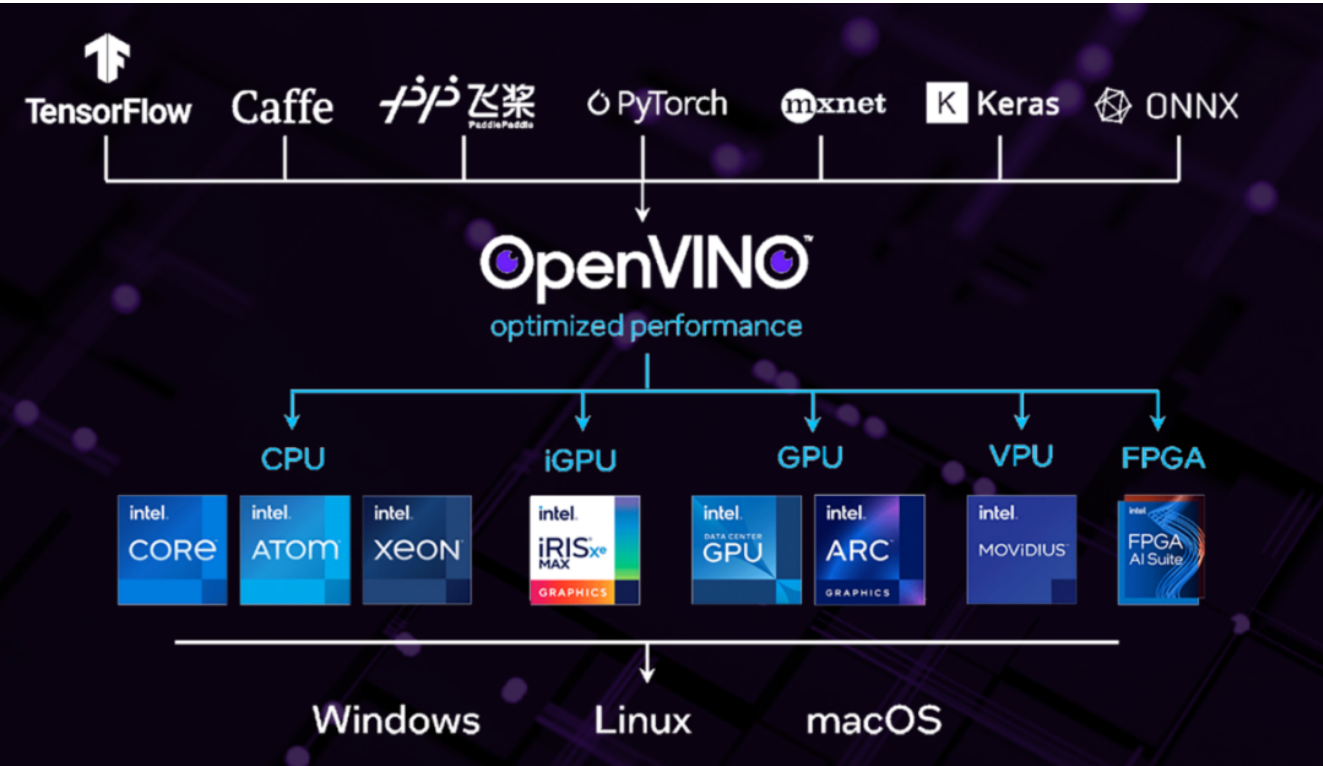 TensorFlow
Caffe
飞桨
PaddlePaddle
PyTorch
mxnet
K Keras
ONNX
OpenVINO™
optimized performance
CPU
iGPU
GPU
VPU
FPGA
intel.
CORE
intel.
ATOM
intel.
XEON
intel.
iRIS Xe
MAX
GRAPHICS
intel.
DATA CENTER
GPU
intel.
ARC
GRAPHICS
intel.
MOVIDIUS
intel
FPGA
AI Suite
Windows
Linux
macOS